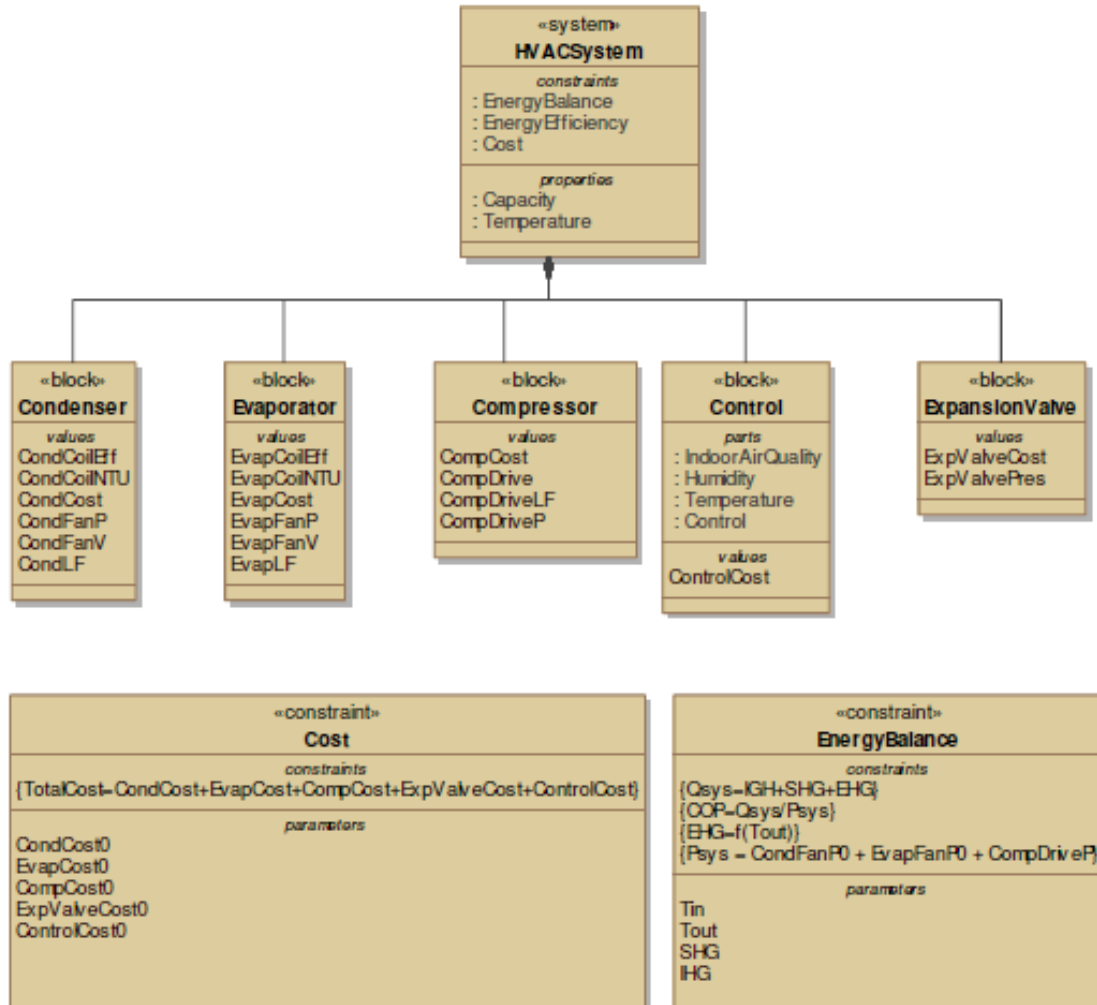 «system»
HVACSystem
constraints
: EnergyBalance
: EnergyEfficiency
: Cost
properties
: Capacity
: Temperature
«block»
Condenser
values
CondCoilEff
CondCoilNTU
CondCost
CondFanP
CondFanV
CondLF
«block»
Evaporator
values
EvapCoilEff
EvapCoilNTU
EvapCost
EvapFanP
EvapFanV
EvapLF
«block»
Compressor
values
CompCost
CompDrive
CompDriveLF
CompDriveP
«block»
Control
parts
: IndoorAirQuality
: Humidity
: Temperature
: Control
values
ControlCost
«block»
ExpansionValve
values
ExpValveCost
ExpValvePres
«constraint»
Cost
constraints
{TotalCost=CondCost+EvapCost+CompCost+ExpValveCost+ControlCost}
parameters
CondCost0
EvapCost0
CompCost0
ExpValveCost0
ControlCost0
«constraint»
EnergyBalance
constraints
{Qsys=IGH+SHG+EHG}
{COP=Qsys/Psys}
{EHG=f(Tout)}
{Psys = CondFanP0 + EvapFanP0 + CompDriveP}
parameters
Tin
Tout
SHG
IHG